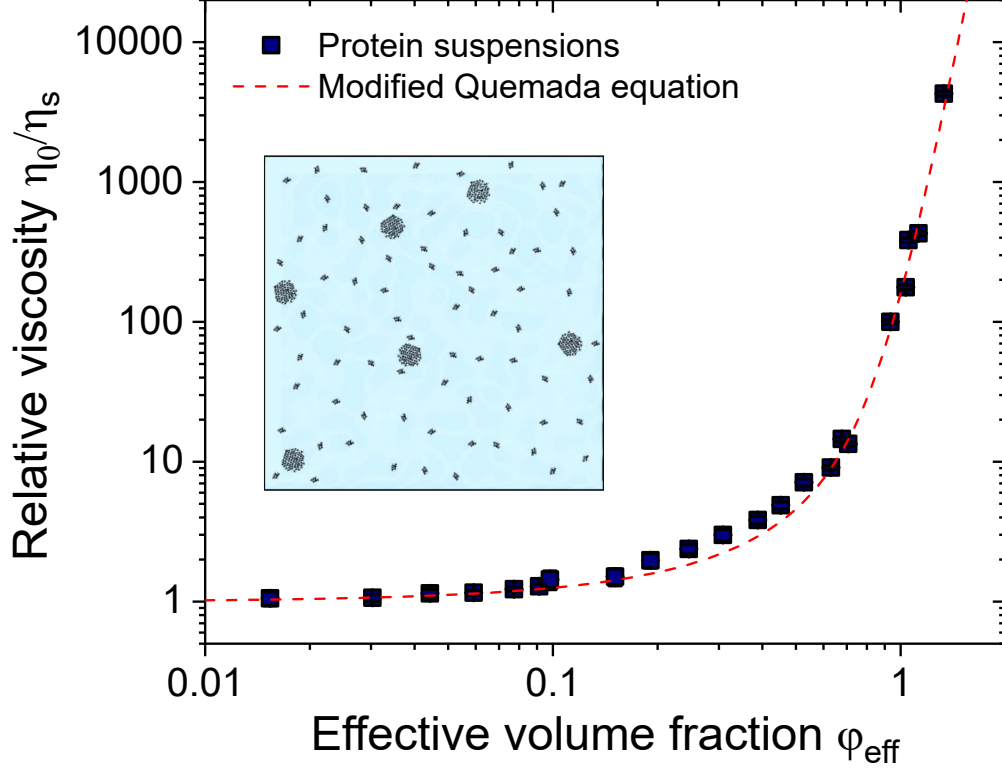 Relative viscosity η₀/ηₛ
10000
1000
100
10
1
Protein suspensions
Modified Quemada equation
0.01
0.1
1
Effective volume fraction φeff